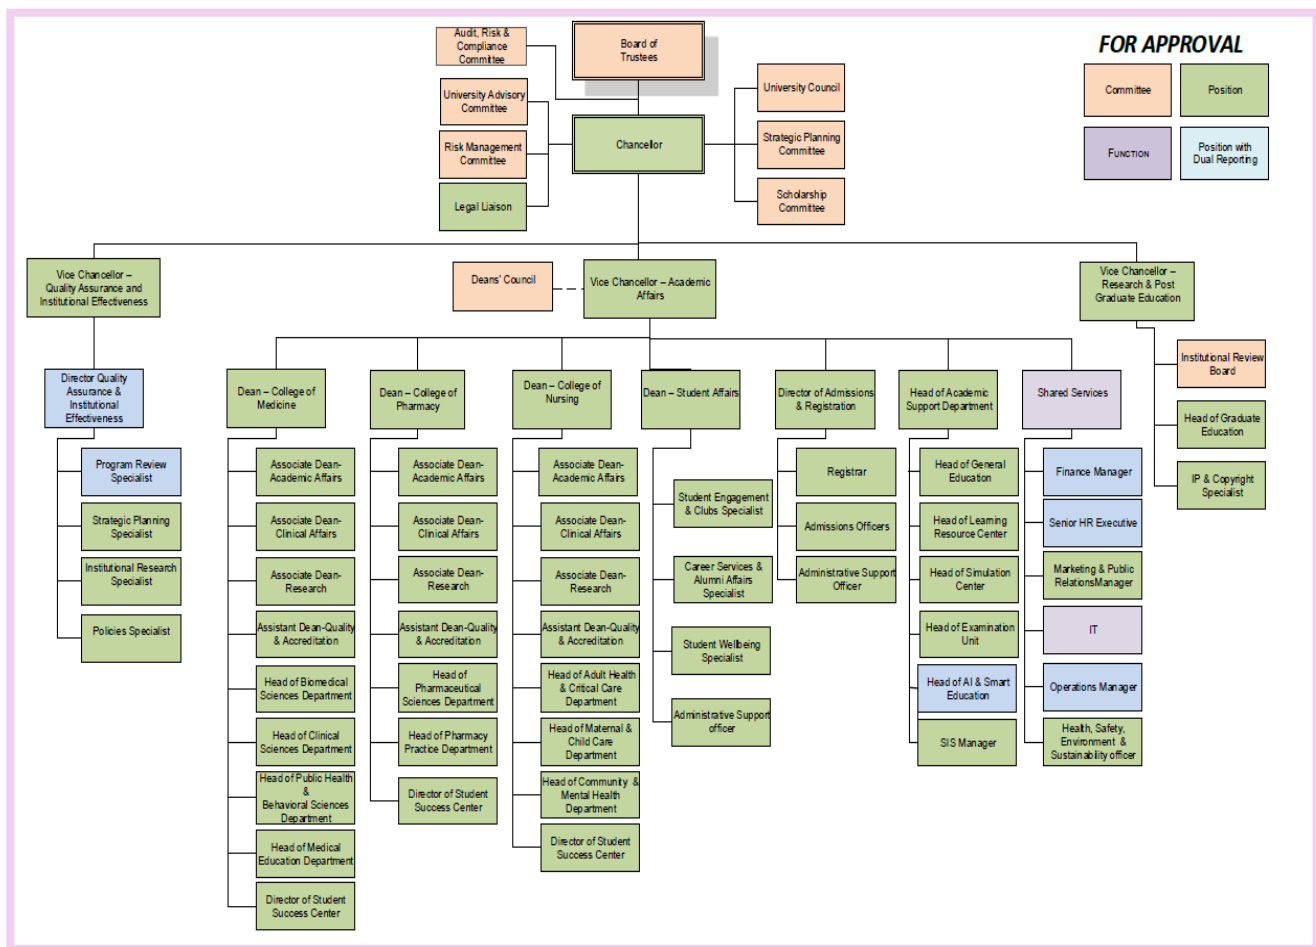 Audit, Risk &
Compliance
Committee
Board of
Trustees
FOR APPROVAL
Committee
Position
FUNCTION
Position with
Dual Reporting
University Advisory
Committee
University Council
Risk Management
Committee
Chancellor
Strategic Planning
Committee
Legal Liaison
Scholarship
Committee
Vice Chancellor –
Quality Assurance and
Institutional Effectiveness
Deans' Council
Vice Chancellor – Academic
Affairs
Vice Chancellor –
Research & Post
Graduate Education
Director Quality
Assurance &
Institutional
Effectiveness
Program Review
Specialist
Strategic Planning
Specialist
Institutional Research
Specialist
Policies Specialist
Dean – College of
Medicine
Associate Dean-
Academic Affairs
Associate Dean-
Clinical Affairs
Associate Dean-
Research
Assistant Dean-Quality
& Accreditation
Head of Biomedical
Sciences Department
Head of Clinical
Sciences Department
Head of Public Health
&
Behavioral Sciences
Department
Head of Medical
Education Department
Director of Student
Success Center
Dean – College of
Pharmacy
Associate Dean-
Academic Affairs
Associate Dean-
Clinical Affairs
Associate Dean-
Research
Assistant Dean-Quality
& Accreditation
Head of
Pharmaceutical
Sciences Department
Head of Pharmacy
Practice Department
Director of Student
Success Center
Dean – College of
Nursing
Associate Dean-
Academic Affairs
Associate Dean-
Clinical Affairs
Associate Dean-
Research
Assistant Dean-Quality
& Accreditation
Head of Adult Health
& Critical Care
Department
Head of Maternal &
Child Care
Department
Head of Community &
Mental Health
Department
Director of Student
Success Center
Dean – Student Affairs
Student Engagement
& Clubs Specialist
Career Services &
Alumni Affairs
Specialist
Student Wellbeing
Specialist
Administrative Support
officer
Director of Admissions
& Registration
Registrar
Admissions Officers
Administrative Support
Officer
Head of Academic
Support Department
Head of General
Education
Head of Learning
Resource Center
Head of Simulation
Center
Head of Examination
Unit
Head of AI & Smart
Education
SIS Manager
Shared Services
Finance Manager
Senior HR Executive
Marketing & Public
RelationsManager
IT
Operations Manager
Health, Safety,
Environment &
Sustainability officer
Institutional Review
Board
Head of Graduate
Education
IP & Copyright
Specialist